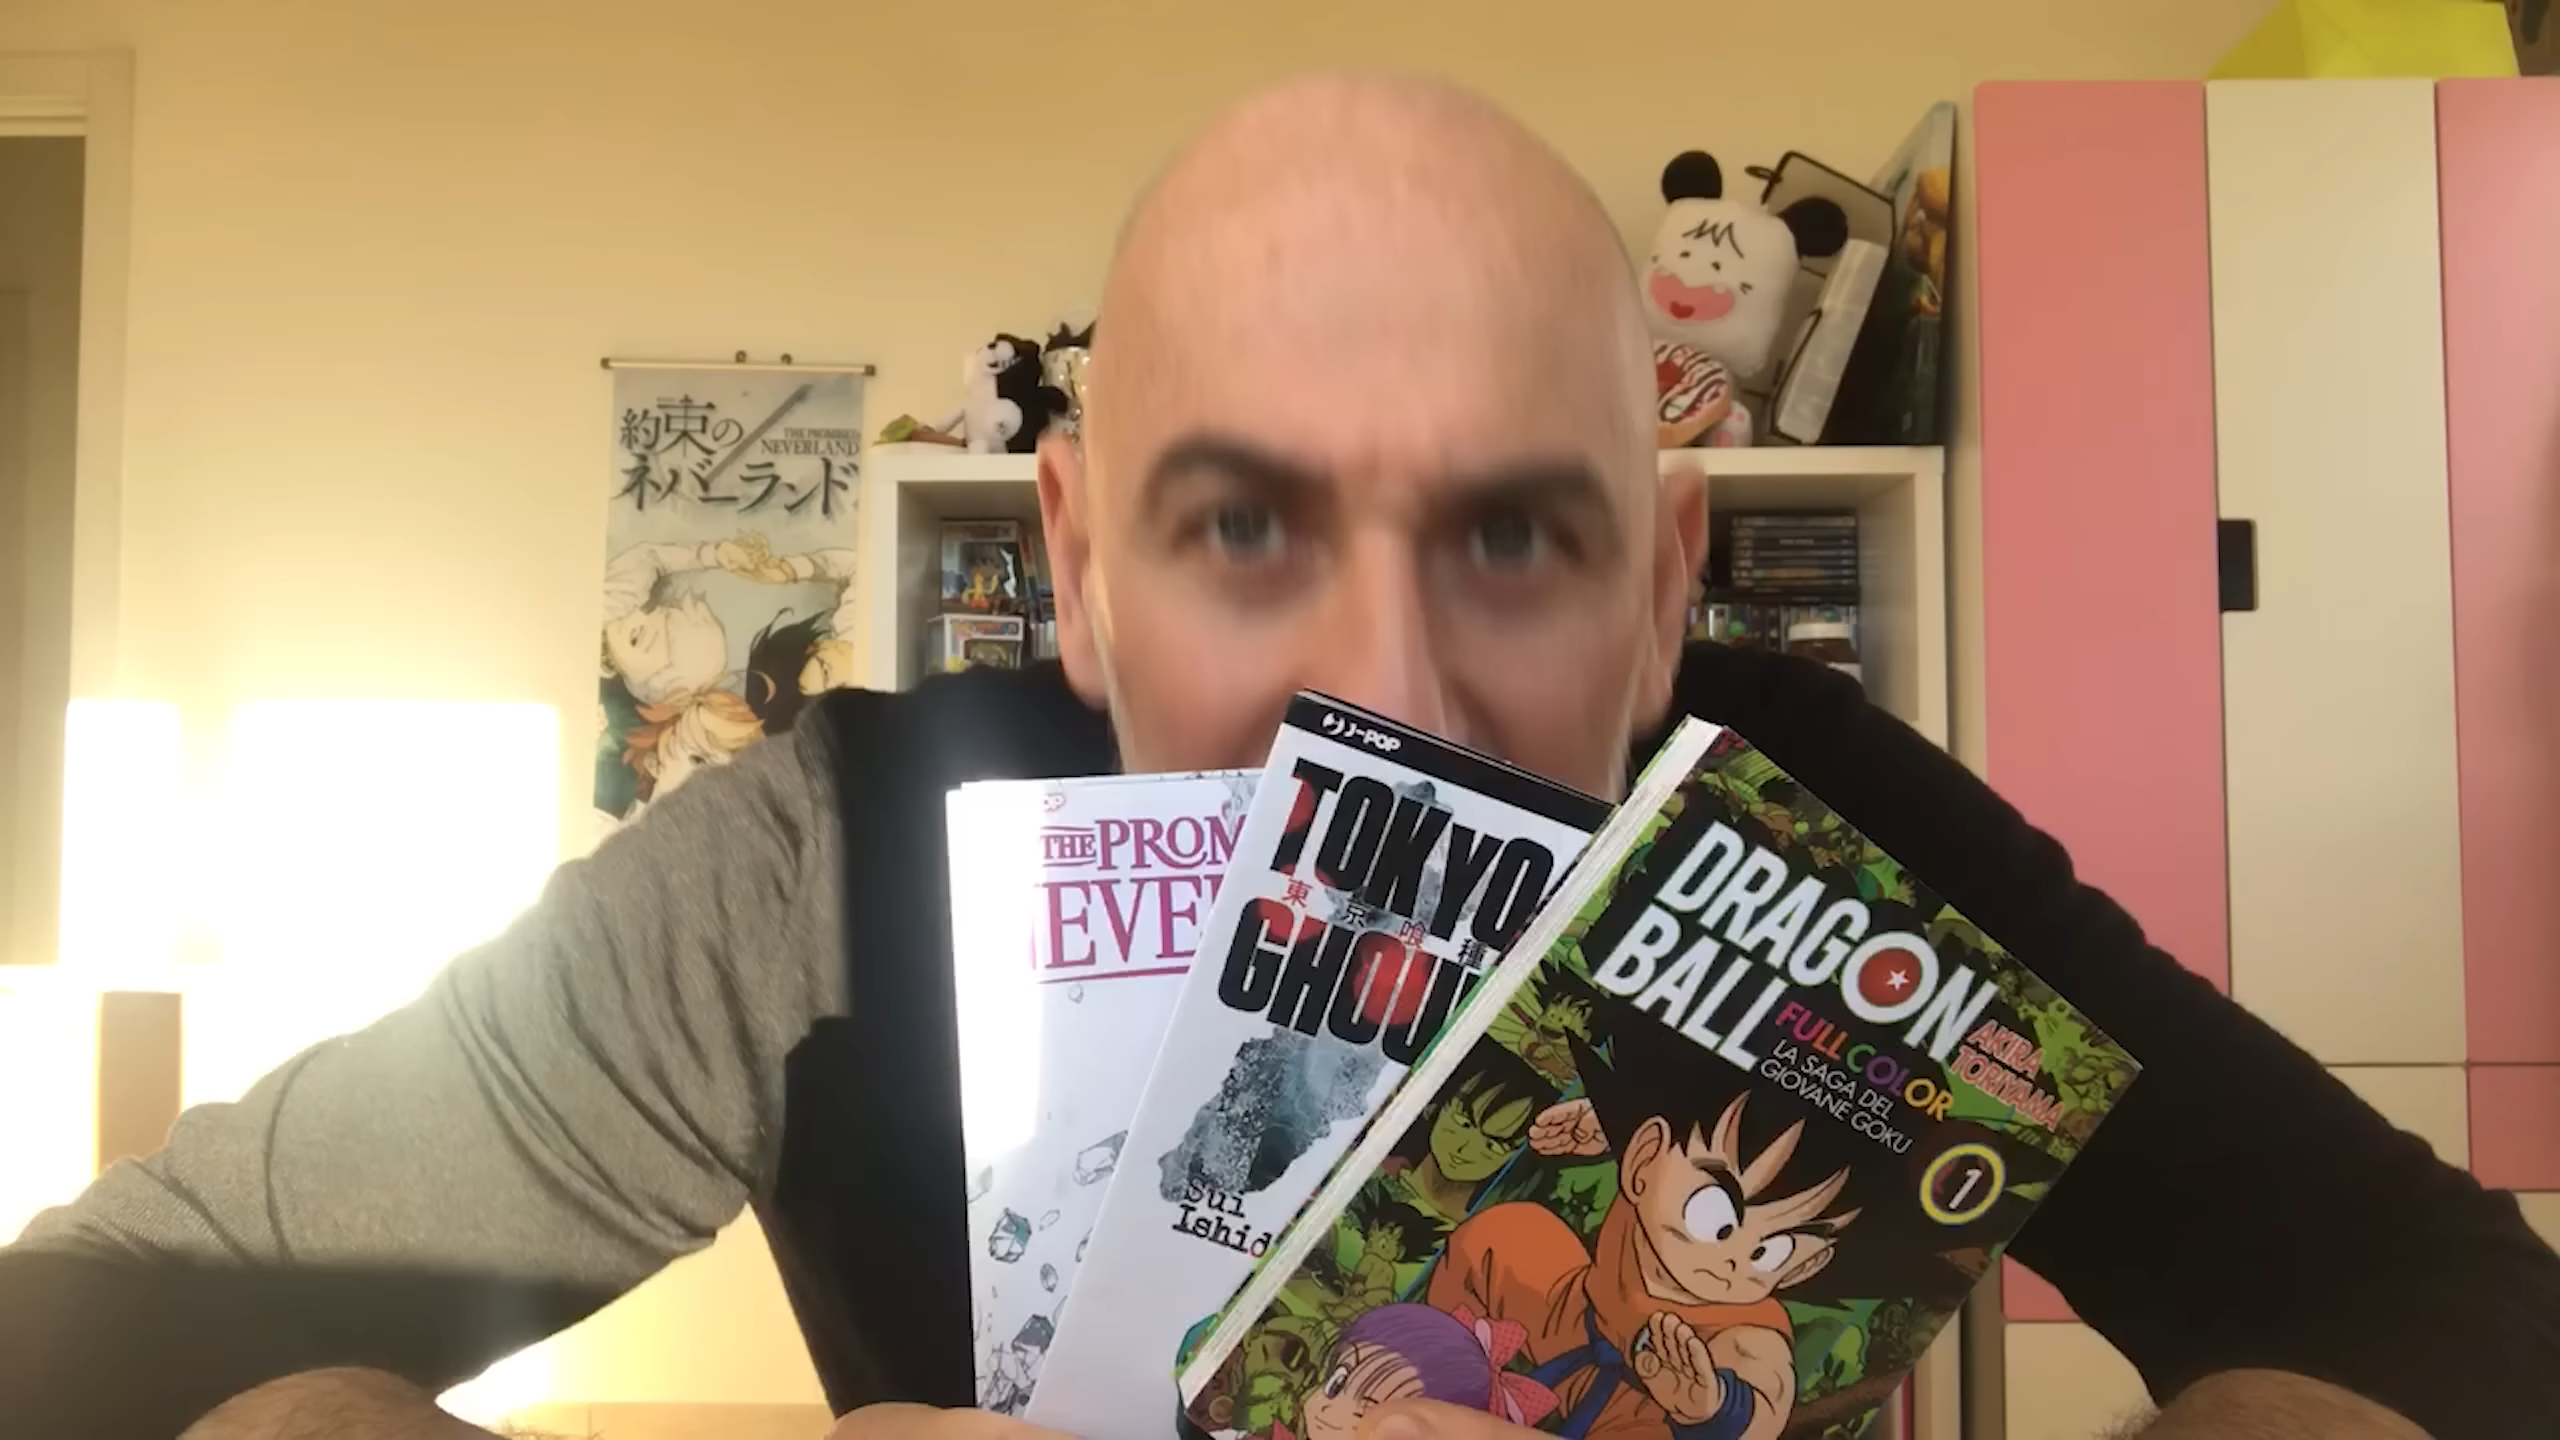 約束の
THE PROMISED
NEVERLAND
ネバーランド
THE PROM
NEVE
J-POP
TOKYO
東京喰種
GHOU
Sui
Ishid
DRAGON
BALL
FULL COLOR
LA SAGA DEL
GIOVANE GOKU
AKIRA
TORIYAMA
1